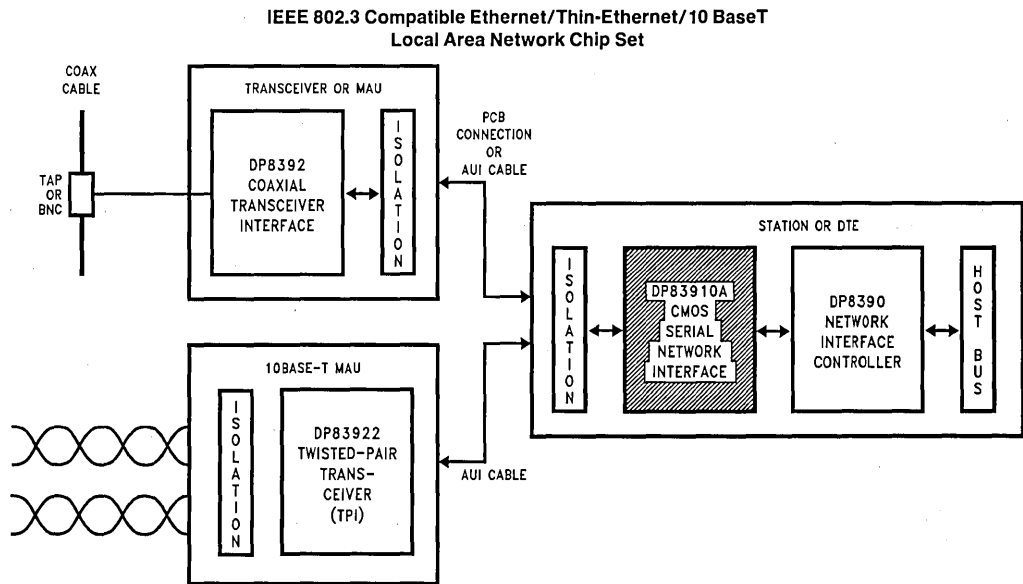 IEEE 802.3 Compatible Ethernet/Thin-Ethernet/10 BaseT
Local Area Network Chip Set
COAX
CABLE
TAP
OR
BNC
TRANSCEIVER OR MAU
DP8392
COAXIAL
TRANSCEIVER
INTERFACE
ISOLATION
PCB
CONNECTION
OR
AUI CABLE
STATION OR DTE
ISOLATION
DP83910A
CMOS
SERIAL
NETWORK
INTERFACE
DP8390
NETWORK
INTERFACE
CONTROLLER
HOST BUS
10BASE-T MAU
ISOLATION
DP83922
TWISTED-PAIR
TRANS-
CEIVER
(TPI)
AUI CABLE